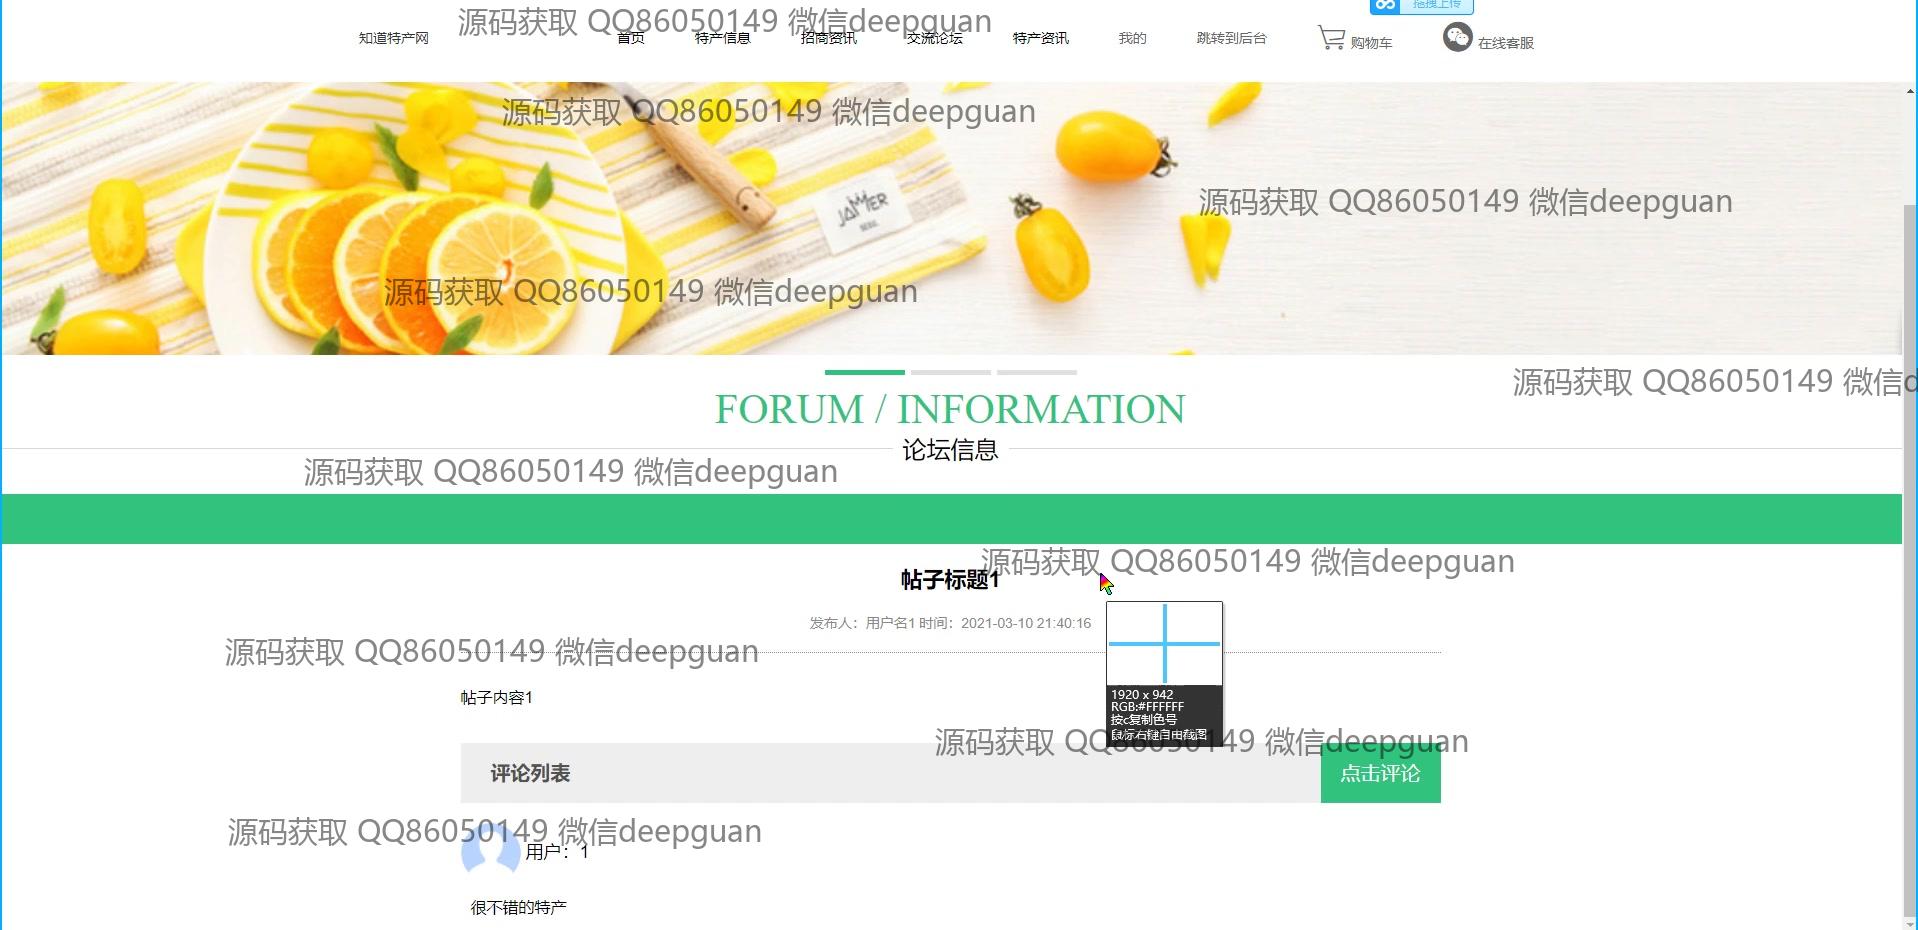 拖拽上传
源码获取 QQ86050149 微信deepguan
知道特产网 首页 特产信息 招商资讯 交流论坛 特产资讯 我的 跳转到后台 购物车 在线客服
源码获取 QQ86050149 微信deepguan
JAMIER
SEOUL
源码获取 QQ86050149 微信deepguan
源码获取 QQ86050149 微信deepguan
源码获取 QQ86050149 微信d
FORUM / INFORMATION
论坛信息
源码获取 QQ86050149 微信deepguan
源码获取 QQ86050149 微信deepguan
帖子标题1
发布人：用户名1 时间：2021-03-10 21:40:16
源码获取 QQ86050149 微信deepguan
帖子内容1
1920 x 942
RGB:#FFFFFF
按c复制色号
鼠标右键自由截图
源码获取 QQ86050149 微信deepguan
评论列表 点击评论
源码获取 QQ86050149 微信deepguan
用户：1
很不错的特产